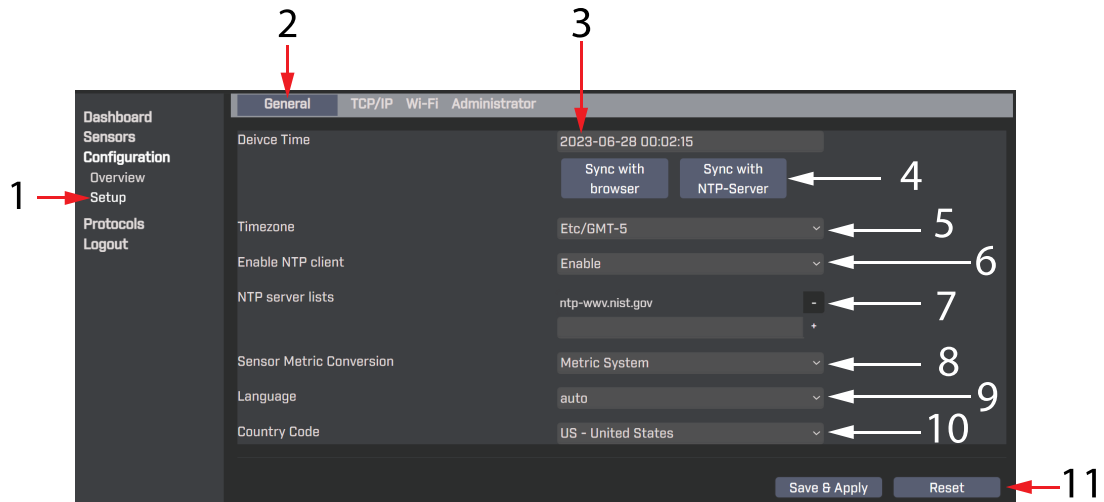 2
3
General TCP/IP Wi-Fi Administrator
Dashboard
Sensors
Configuration
Overview
1
Setup
Protocols
Logout
Deivce Time
2023-06-28 00:02:15
Sync with
browser
Sync with
NTP-Server
4
Timezone
Etc/GMT-5
5
Enable NTP client
Enable
6
NTP server lists
ntp-wwv.nist.gov
-
7
+
Sensor Metric Conversion
Metric System
8
Language
auto
9
Country Code
US - United States
10
Save & Apply
Reset
11